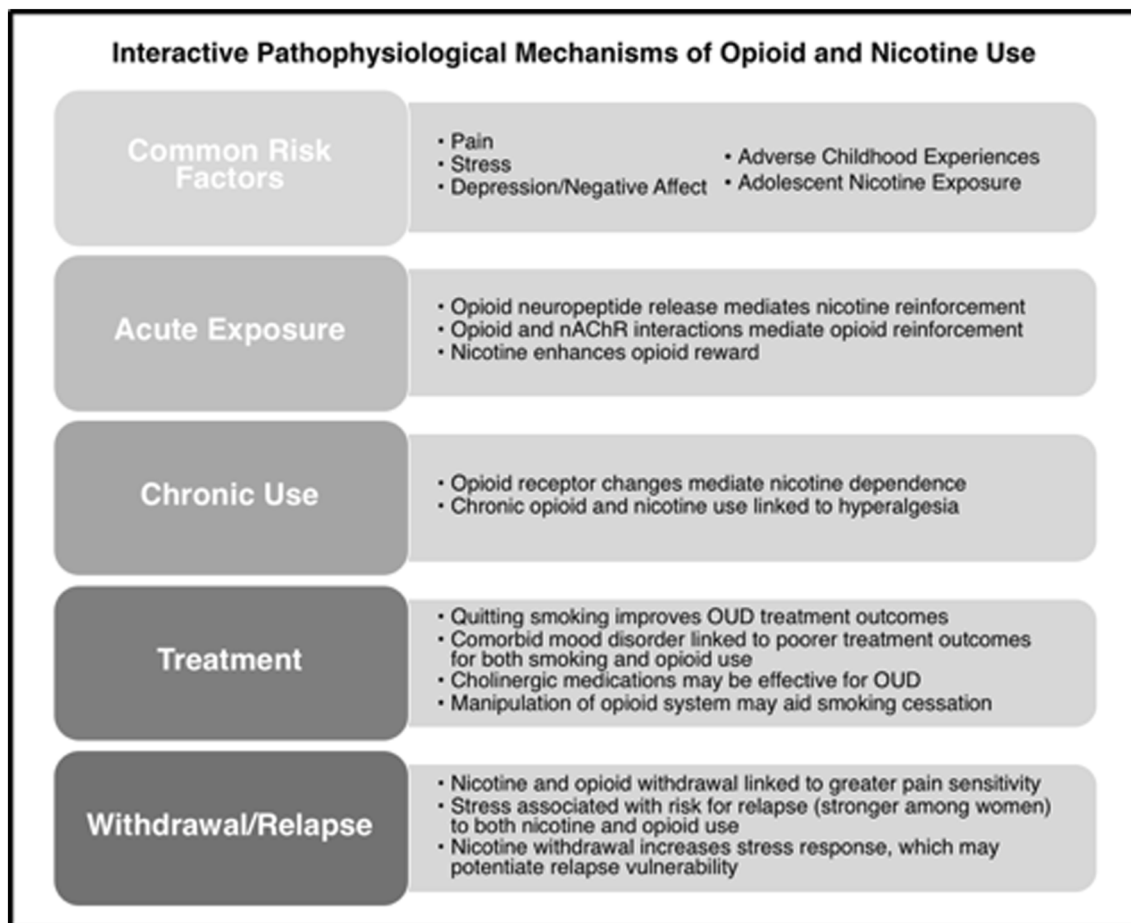 Interactive Pathophysiological Mechanisms of Opioid and Nicotine Use
Common Risk
Factors
• Pain
• Stress
• Depression/Negative Affect
• Adverse Childhood Experiences
• Adolescent Nicotine Exposure
Acute Exposure
• Opioid neuropeptide release mediates nicotine reinforcement
• Opioid and nAChR interactions mediate opioid reinforcement
• Nicotine enhances opioid reward
Chronic Use
• Opioid receptor changes mediate nicotine dependence
• Chronic opioid and nicotine use linked to hyperalgesia
Treatment
• Quitting smoking improves OUD treatment outcomes
• Comorbid mood disorder linked to poorer treatment outcomes
for both smoking and opioid use
• Cholinergic medications may be effective for OUD
• Manipulation of opioid system may aid smoking cessation
Withdrawal/Relapse
• Nicotine and opioid withdrawal linked to greater pain sensitivity
• Stress associated with risk for relapse (stronger among women)
to both nicotine and opioid use
• Nicotine withdrawal increases stress response, which may
potentiate relapse vulnerability